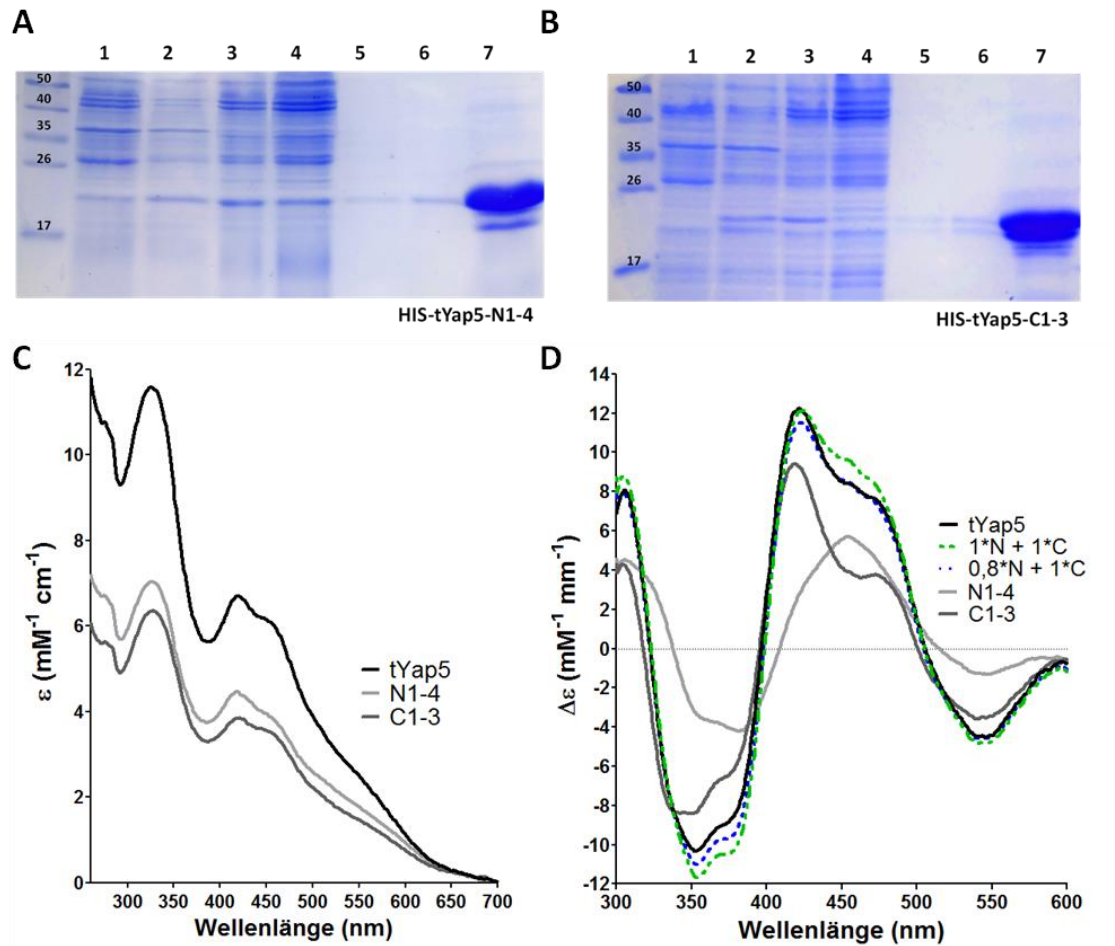 A
1 2 3 4 5 6 7
50
40
35
26
17
HIS-tYap5-N1-4
B
1 2 3 4 5 6 7
50
40
35
26
17
HIS-tYap5-C1-3
C
12
10
8
6
4
2
0
ε (mM⁻¹ cm⁻¹)
300 350 400 450 500 550 600 650 700
Wellenlänge (nm)
tYap5
N1-4
C1-3
D
14
12
10
8
6
4
2
0
-2
-4
-6
-8
-10
-12
Δε (mM⁻¹ mm⁻¹)
300 350 400 450 500 550 600
Wellenlänge (nm)
tYap5
1*N + 1*C
0,8*N + 1*C
N1-4
C1-3